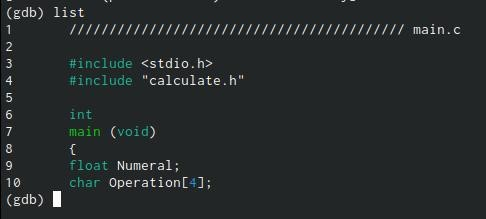 (gdb) list
1 ////////////////////////////////////////// main.c
2
3 #include <stdio.h>
4 #include "calculate.h"
5
6 int
7 main (void)
8 {
9 float Numeral;
10 char Operation[4];
(gdb)